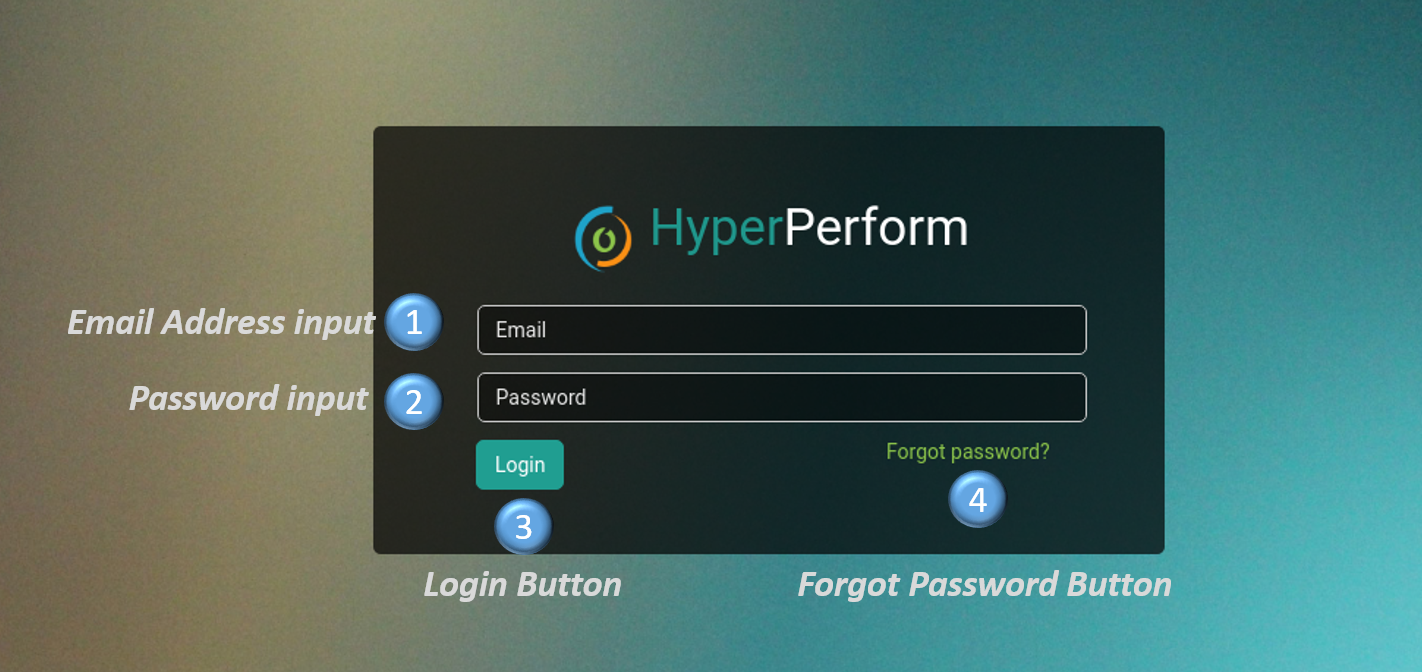 HyperPerform
Email Address input 1
Email
Password input 2
Password
Login
Forgot password?
3
4
Login Button
Forgot Password Button